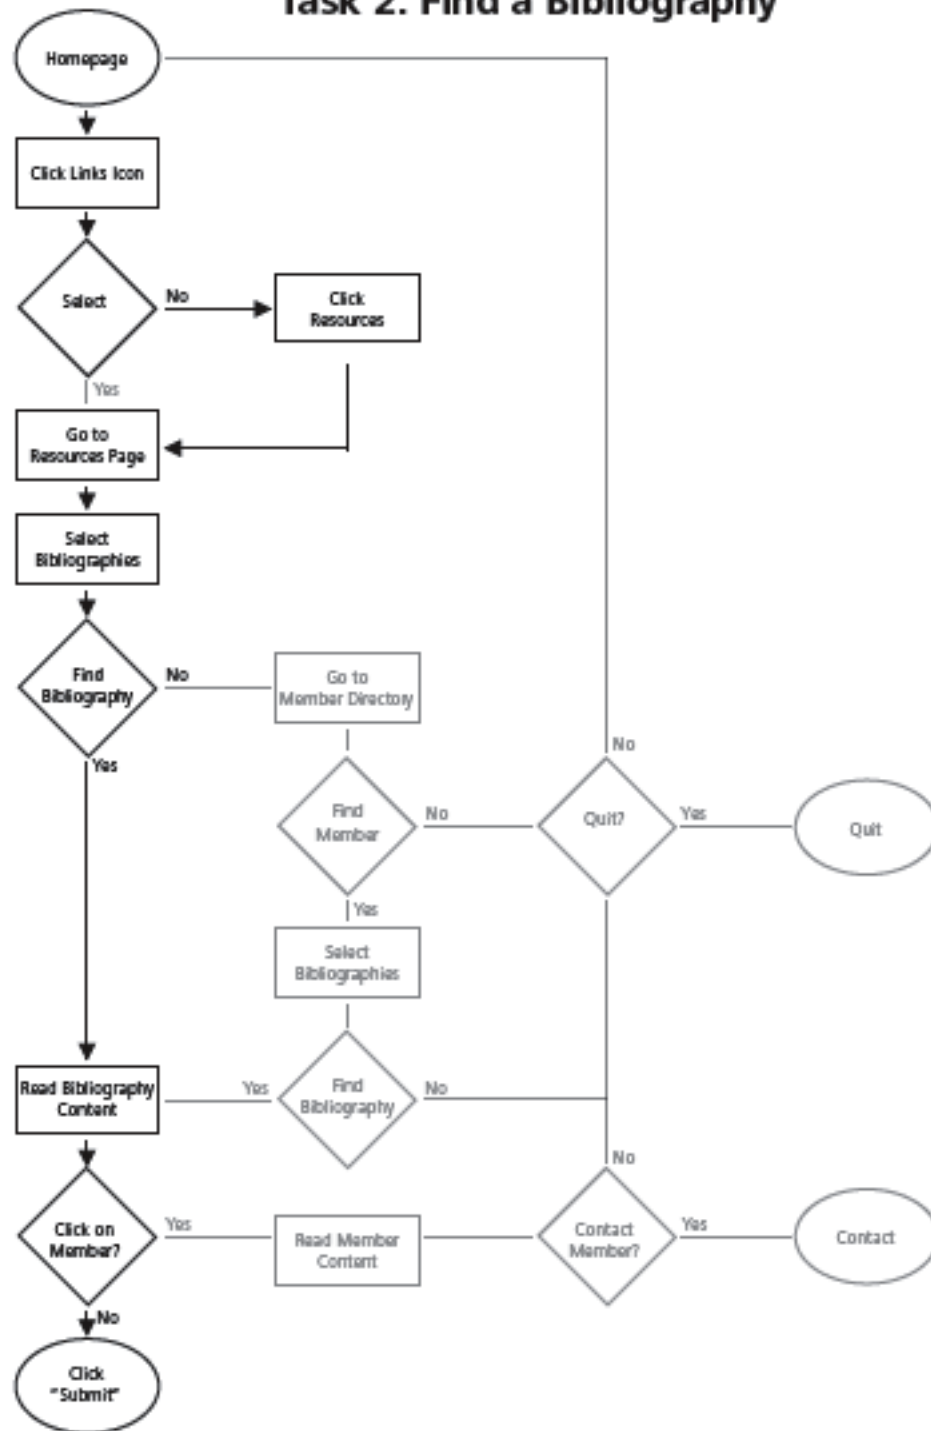 Task 2: Find a Bibliography
Homepage
Click Links Icon
Select
No
Click
Resources
Yes
Go to
Resources Page
Select
Bibliographies
Find
Bibliography
No
Go to
Member Directory
Yes
No
Find
Member
No
Quit?
Yes
Quit
Yes
Select
Bibliographies
Read Bibliography
Content
Yes
Find
Bibliography
No
No
Click on
Member?
Yes
Read Member
Content
Contact
Member?
Yes
Contact
No
Click
"Submit"